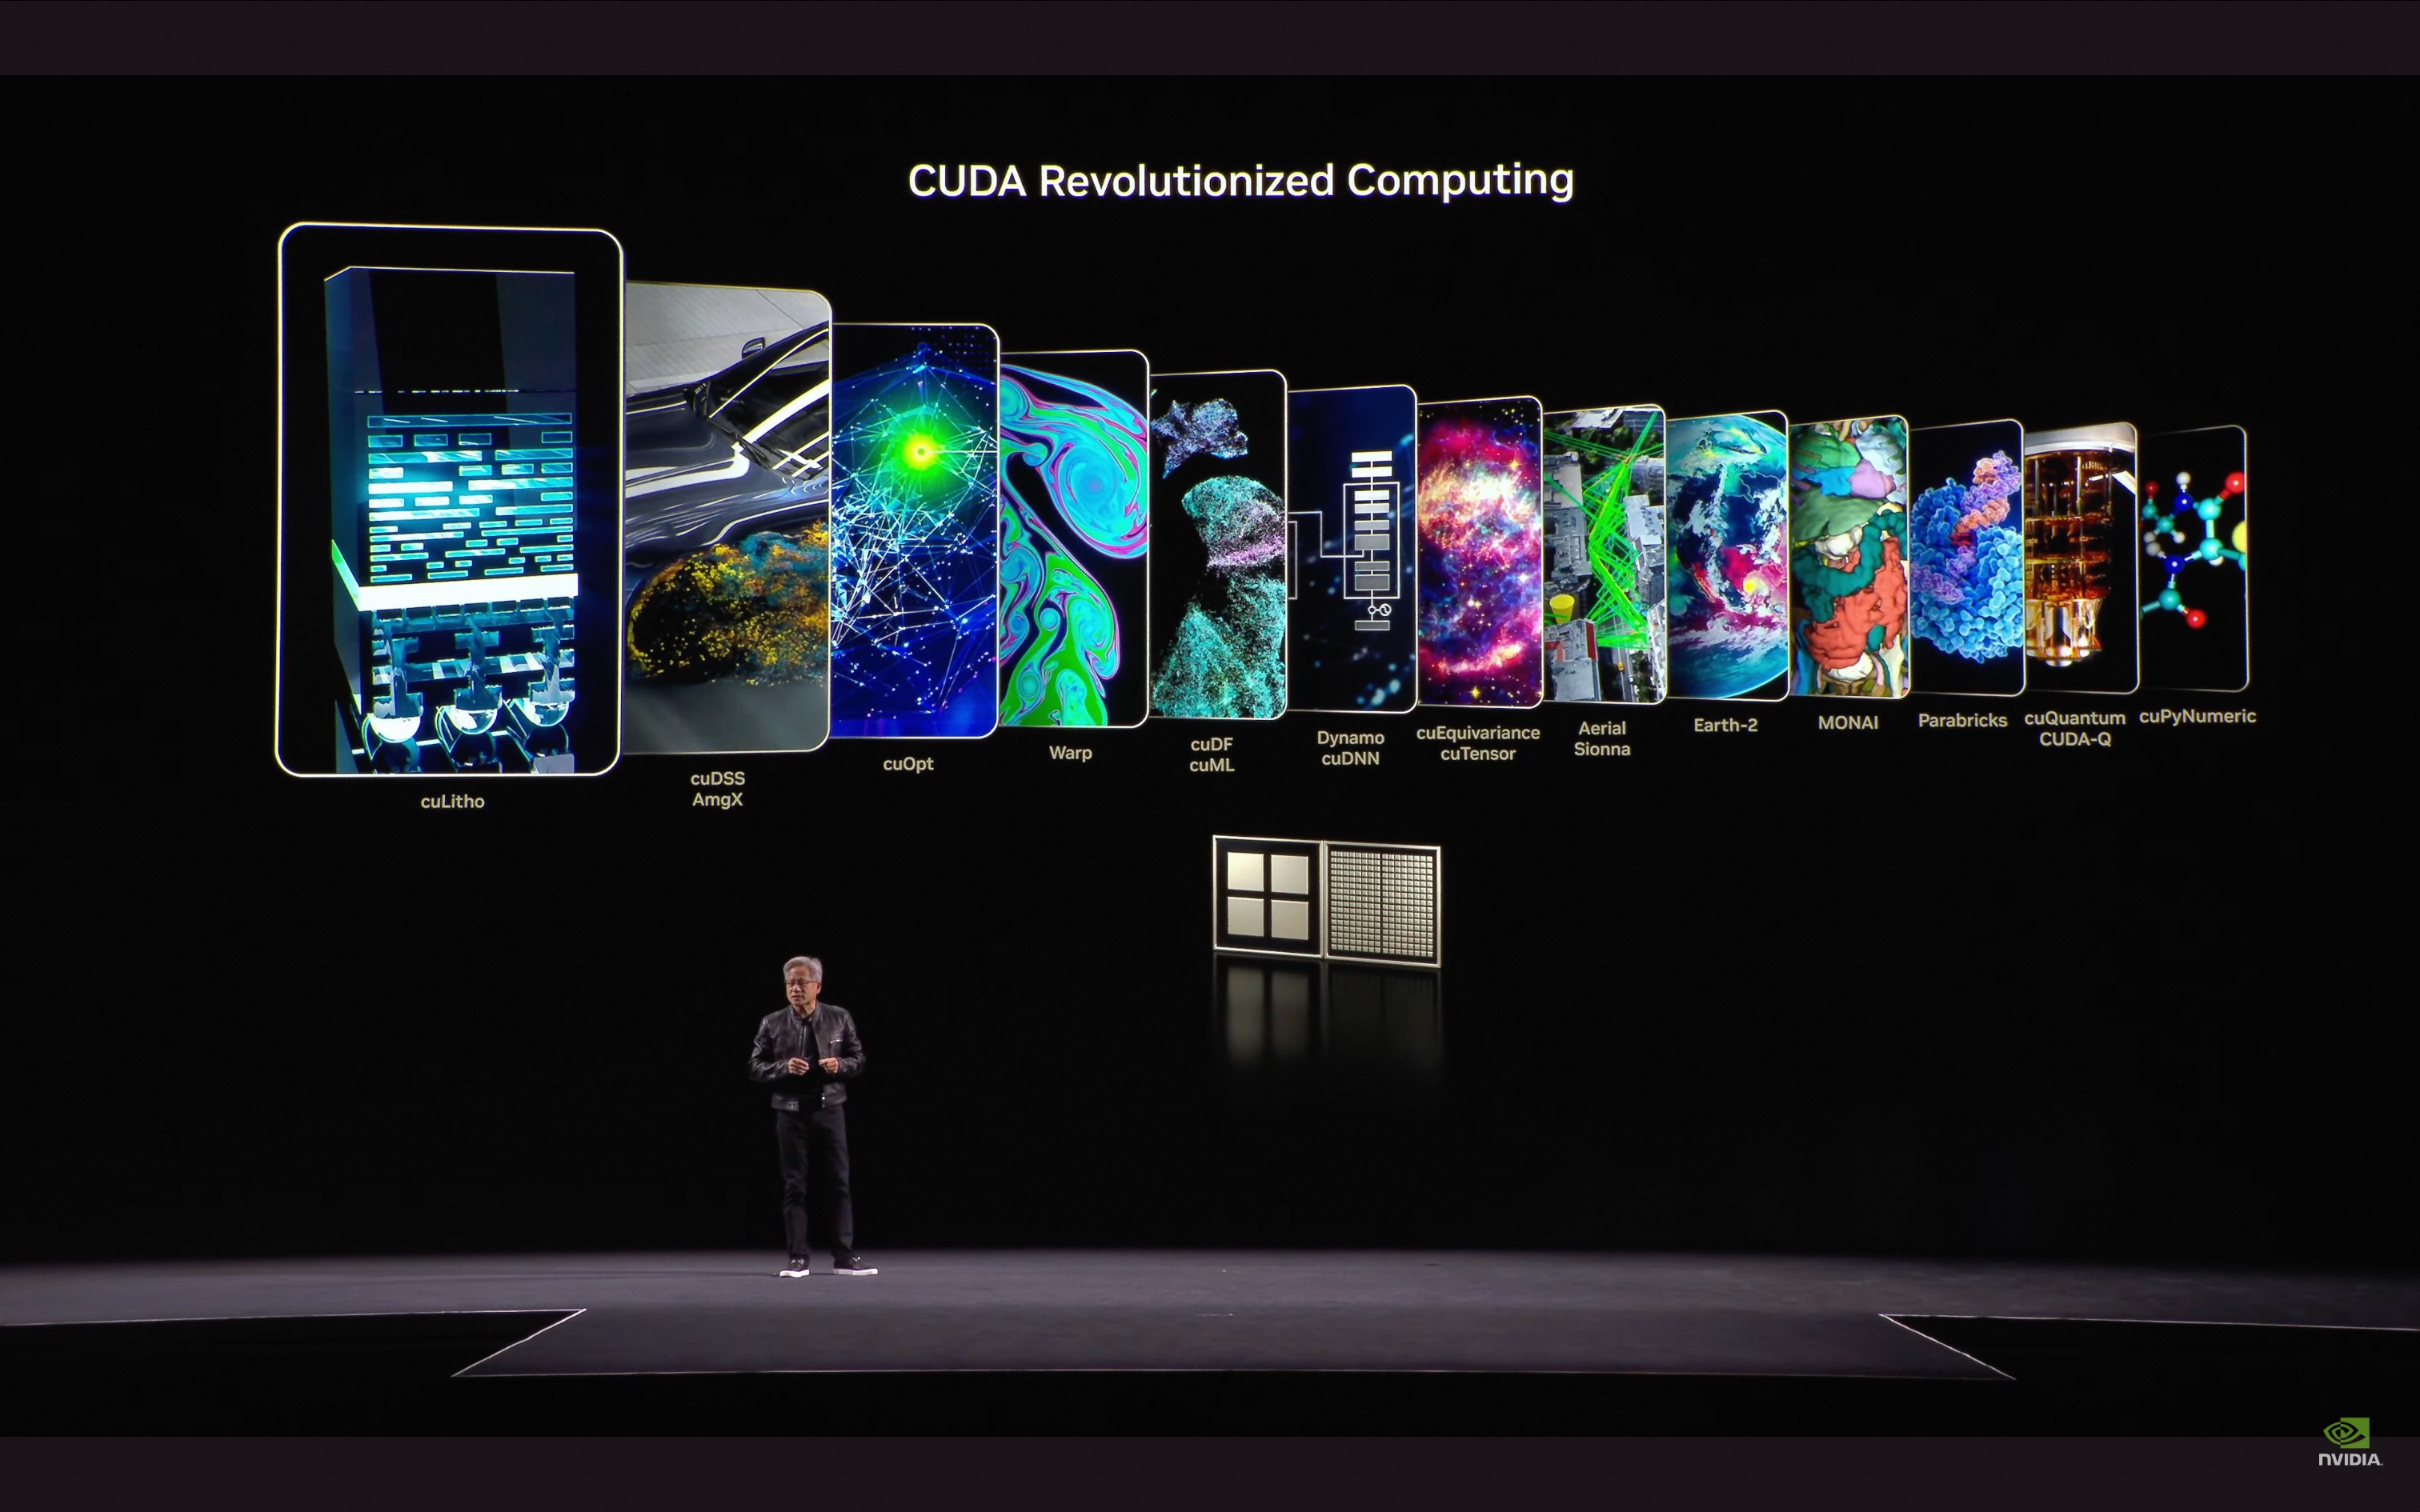 CUDA Revolutionized Computing
cuLitho
cuDSS
AmgX
cuOpt
Warp
cuDF
cuML
Dynamo
cuDNN
cuEquivariance
cuTensor
Aerial
Sionna
Earth-2
MONAI
Parabricks
cuQuantum
CUDA-Q
cuPyNumeric
NVIDIA